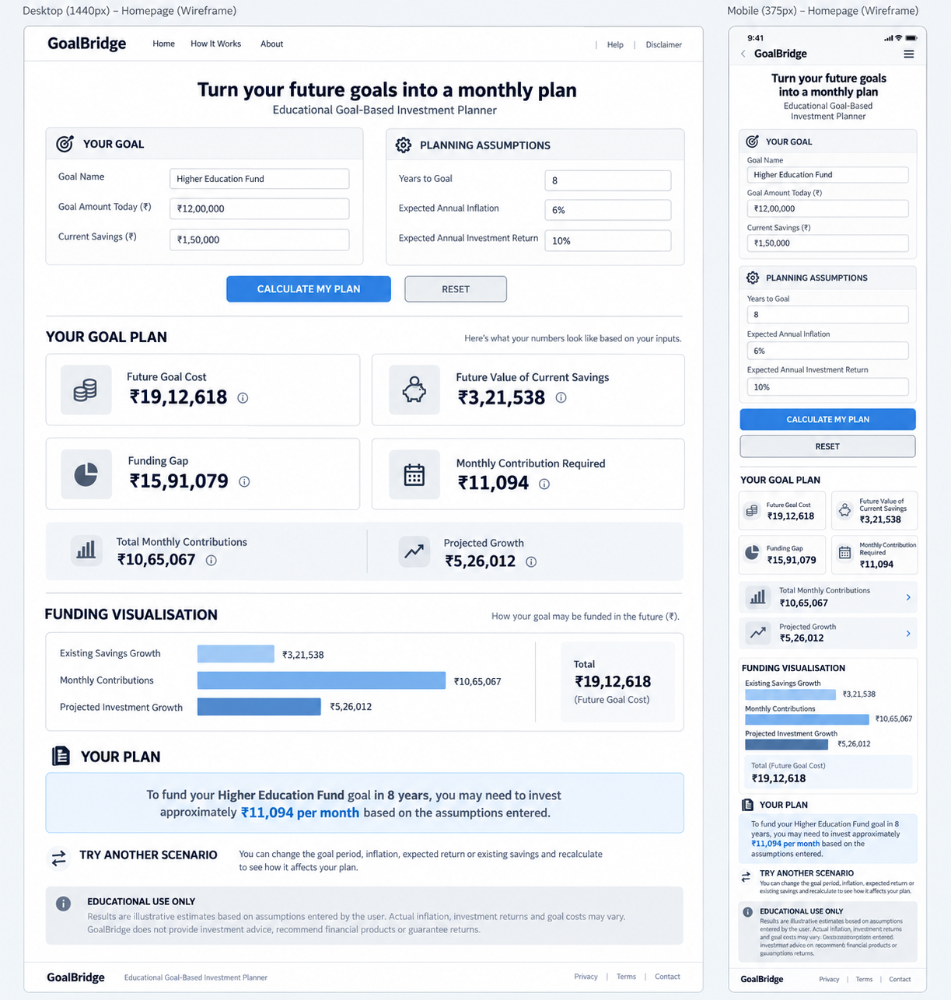 Desktop (1440px) – Homepage (Wireframe)
GoalBridge
Home
How It Works
About
| Help | Disclaimer
Turn your future goals into a monthly plan
Educational Goal-Based Investment Planner
YOUR GOAL
Goal Name
Higher Education Fund
Goal Amount Today (₹)
₹12,00,000
Current Savings (₹)
₹1,50,000
PLANNING ASSUMPTIONS
Years to Goal
8
Expected Annual Inflation
6%
Expected Annual Investment Return
10%
CALCULATE MY PLAN
RESET
YOUR GOAL PLAN
Here's what your numbers look like based on your inputs.
Future Goal Cost
₹19,12,618
Future Value of Current Savings
₹3,21,538
Funding Gap
₹15,91,079
Monthly Contribution Required
₹11,094
Total Monthly Contributions
₹10,65,067
Projected Growth
₹5,26,012
FUNDING VISUALISATION
How your goal may be funded in the future (₹).
Existing Savings Growth
₹3,21,538
Monthly Contributions
₹10,65,067
Projected Investment Growth
₹5,26,012
Total
₹19,12,618
(Future Goal Cost)
YOUR PLAN
To fund your Higher Education Fund goal in 8 years, you may need to invest
approximately ₹11,094 per month based on the assumptions entered.
TRY ANOTHER SCENARIO
You can change the goal period, inflation, expected return or existing savings and recalculate
to see how it affects your plan.
EDUCATIONAL USE ONLY
Results are illustrative estimates based on assumptions entered by the user. Actual inflation, investment returns and goal costs may vary.
GoalBridge does not provide investment advice, recommend financial products or guarantee returns.
GoalBridge
Educational Goal-Based Investment Planner
Privacy | Terms | Contact
Mobile (375px) – Homepage (Wireframe)
9:41
GoalBridge
Turn your future goals
into a monthly plan
Educational Goal-Based
Investment Planner
YOUR GOAL
Goal Name
Higher Education Fund
Goal Amount Today (₹)
₹12,00,000
Current Savings (₹)
₹1,50,000
PLANNING ASSUMPTIONS
Years to Goal
8
Expected Annual Inflation
6%
Expected Annual Investment Return
10%
CALCULATE MY PLAN
RESET
YOUR GOAL PLAN
Future Goal Cost
₹19,12,618
Future Value of
Current Savings
₹3,21,538
Funding Gap
₹15,91,079
Monthly Contribution
Required
₹11,094
Total Monthly Contributions
₹10,65,067
Projected Growth
₹5,26,012
FUNDING VISUALISATION
Existing Savings Growth
₹3,21,538
Monthly Contributions
₹10,65,067
Projected Investment Growth
₹5,26,012
Total (Future Goal Cost)
₹19,12,618
YOUR PLAN
To fund your Higher Education Fund goal in 8
years, you may need to invest approximately
₹11,094 per month based on the
assumptions entered.
TRY ANOTHER SCENARIO
You can change the goal period, inflation, expected return or
existing savings and recalculate to see how it affects your plan.
EDUCATIONAL USE ONLY
Results are illustrative estimates based on assumptions
entered by the user. Actual inflation, investment returns
and goal costs may vary. entered.
advice on. recommend financial products or
returns.
GoalBridge
Privacy | Terms | Contact